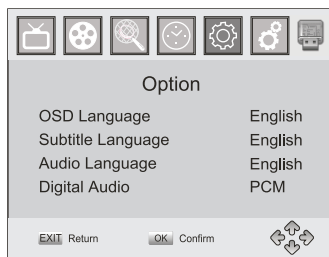 Option
OSD Language English
Subtitle Language English
Audio Language English
Digital Audio PCM
EXIT Return OK Confirm